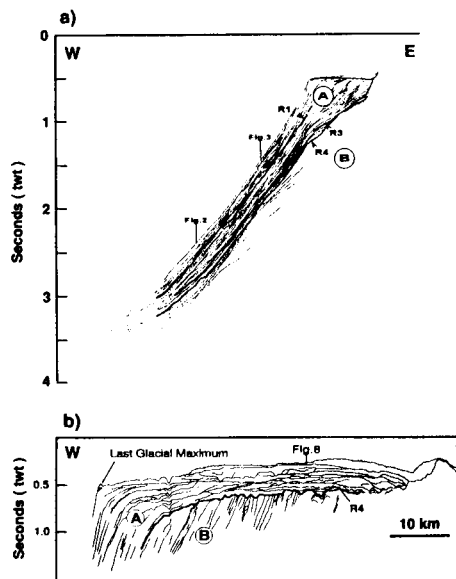 a)
0
W E
A
R1
R3
Fig.3
R4
B
1
Fig.2
2
3
4
Seconds ( twt )
b)
W
Last Glacial Maximum
Fig.8
0.5
A
R4
B
1.0
10 km
Seconds ( twt )